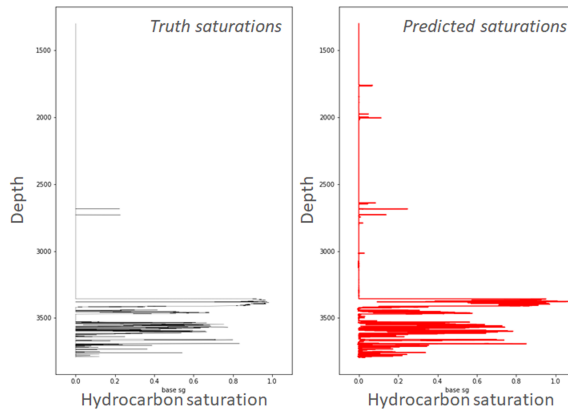 Truth saturations
Predicted saturations
1500
2000
2500
3000
3500
Depth
1500
2000
2500
3000
3500
Depth
0.0 0.2 0.4 0.6 0.8 1.0
base sg
Hydrocarbon saturation
0.0 0.2 0.4 0.6 0.8 1.0
base sg
Hydrocarbon saturation